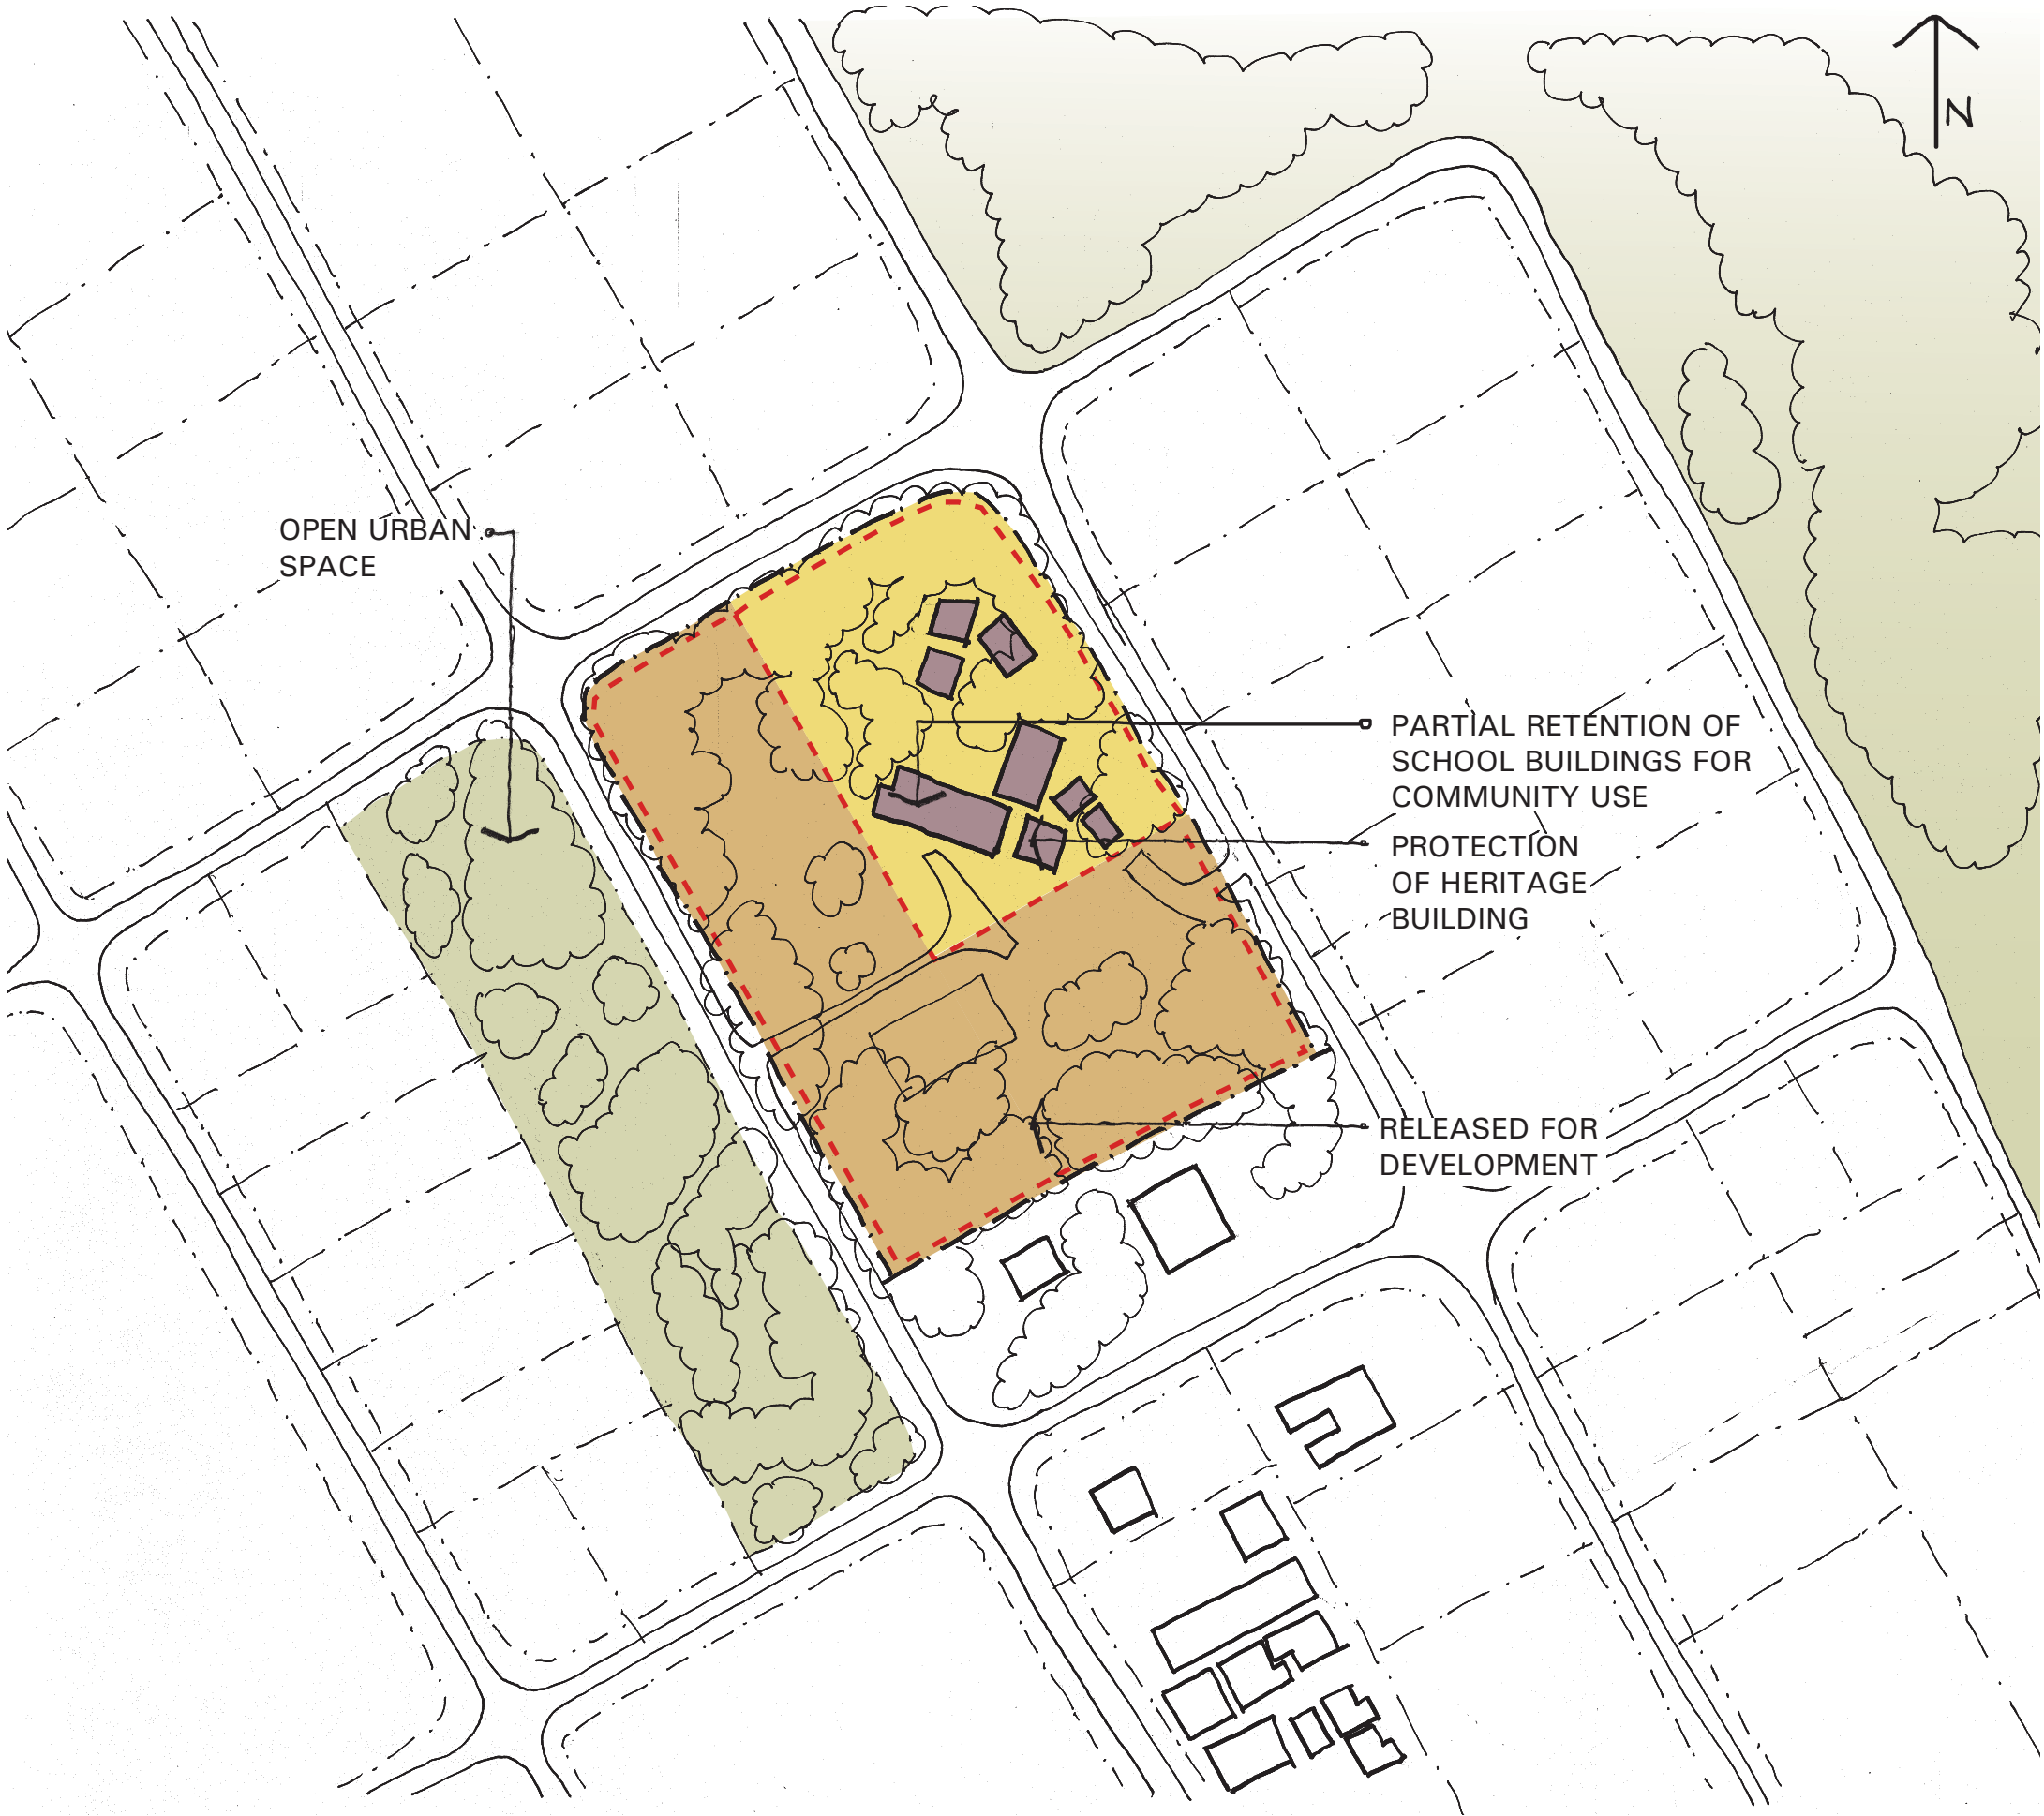 N
OPEN URBAN
SPACE
PARTIAL RETENTION OF
SCHOOL BUILDINGS FOR
COMMUNITY USE
PROTECTION
OF HERITAGE
BUILDING
RELEASED FOR
DEVELOPMENT